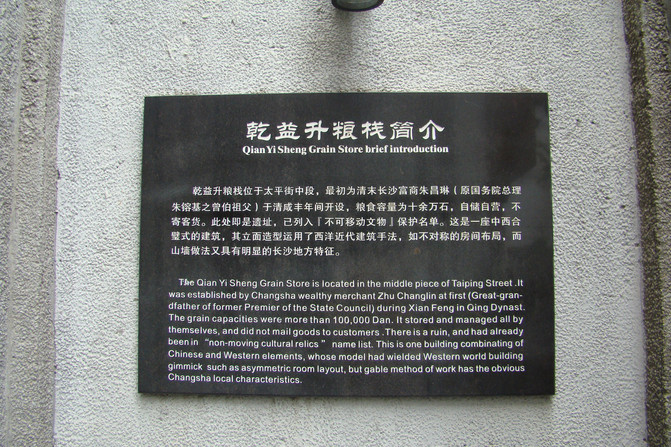 乾益升粮栈简介
Qian Yi Sheng Grain Store brief introduction
乾益升粮栈位于太平街中段，最初为清末长沙富商朱昌琳（原国务院总理
朱镕基之曾伯祖父）于清咸丰年间开设，粮食容量为十余万石，自储自营，不
寄客货。此处即是遗址，已列入『不可移动文物』保护名单。这是一座中西合
璧式的建筑，其立面造型运用了西洋近代建筑手法，如不对称的房间布局，而
山墙做法又具有明显的长沙地方特征。
The Qian Yi Sheng Grain Store is located in the middle piece of Taiping Street .It
was established by Changsha wealthy merchant Zhu Changlin at first (Great-gran-
dfather of former Premier of the State Council) during Xian Feng in Qing Dynast.
The grain capacities were more than 100,000 Dan. It stored and managed all by
themselves, and did not mail goods to customers .There is a ruin, and had already
been in “non-moving cultural relics ” name list. This is one building combinating of
Chinese and Western elements, whose model had wielded Western world building
gimmick such as asymmetric room layout, but gable method of work has the obvious
Changsha local characteristics.